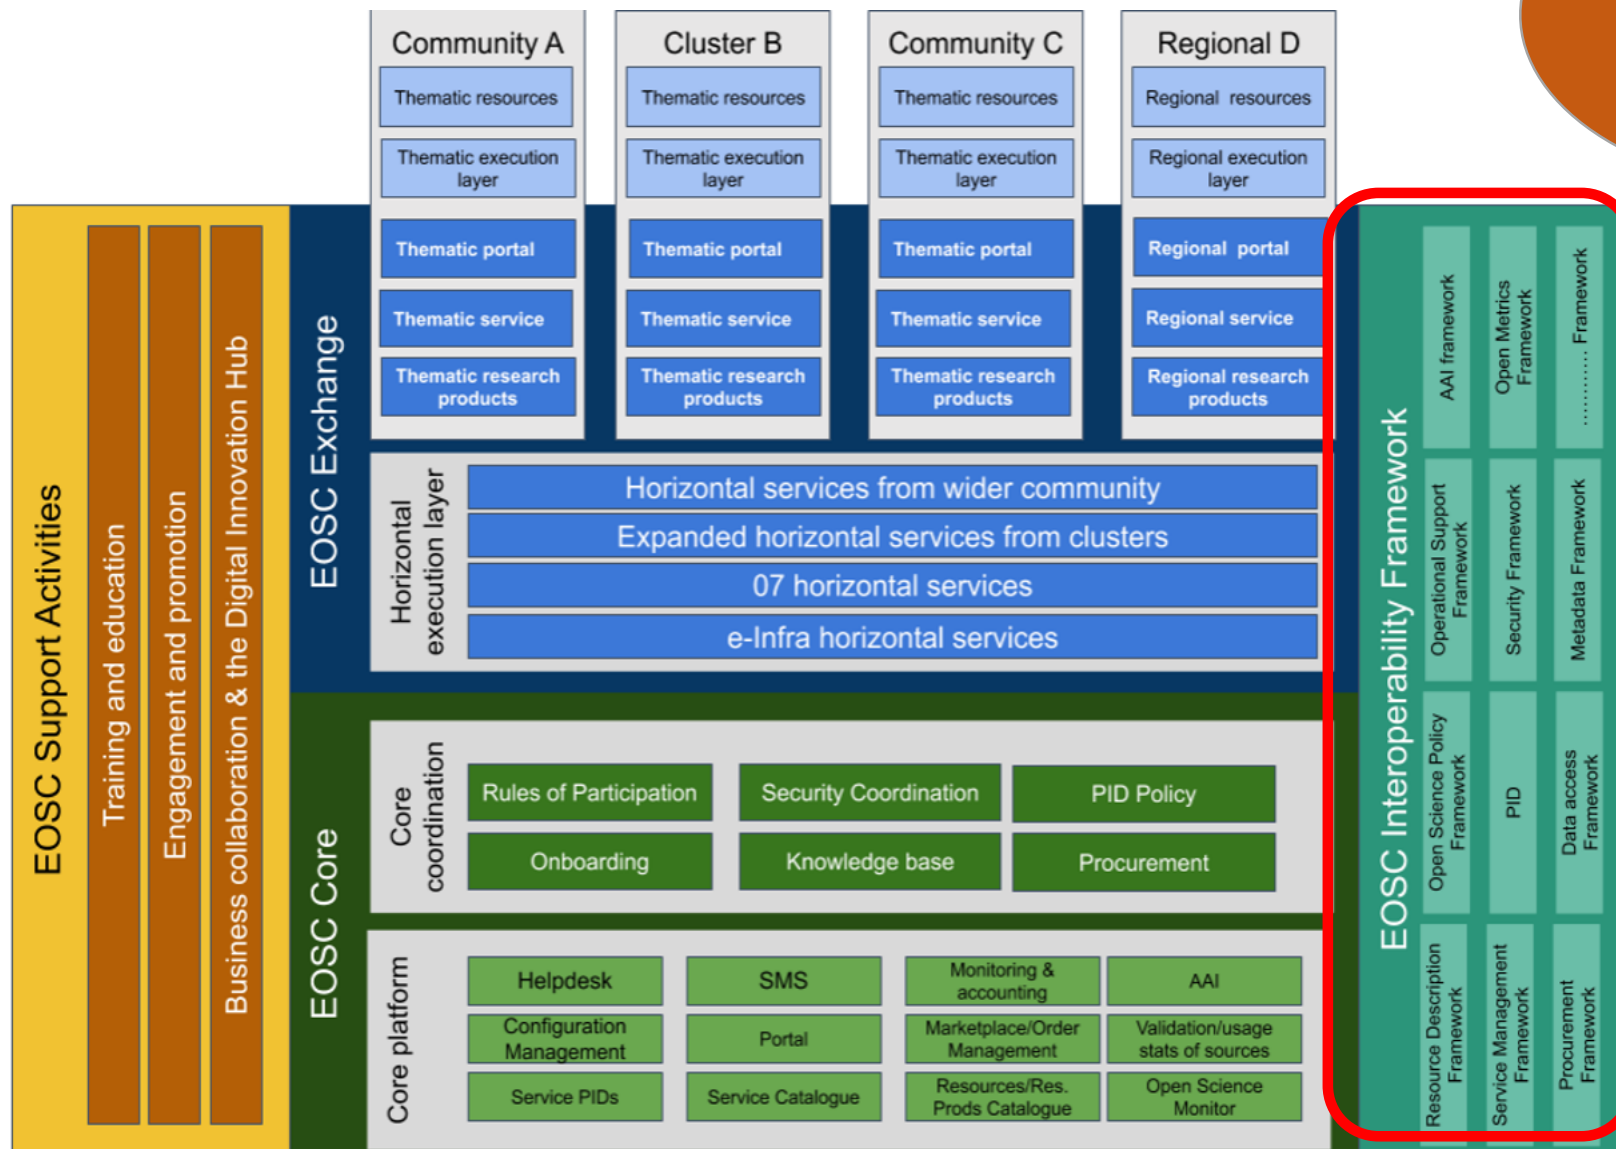 Community A
Thematic resources
Thematic execution
layer
Thematic portal
Thematic service
Thematic research
products
Cluster B
Thematic resources
Thematic execution
layer
Thematic portal
Thematic service
Thematic research
products
Community C
Thematic resources
Thematic execution
layer
Thematic portal
Thematic service
Thematic research
products
Regional D
Regional resources
Regional execution
layer
Regional portal
Regional service
Regional research
products
EOSC Support Activities
Training and education
Engagement and promotion
Business collaboration & the Digital Innovation Hub
EOSC Exchange
Horizontal
execution layer
Horizontal services from wider community
Expanded horizontal services from clusters
07 horizontal services
e-Infra horizontal services
EOSC Core
Core
coordination
Rules of Participation
Security Coordination
PID Policy
Onboarding
Knowledge base
Procurement
Core platform
Helpdesk
SMS
Monitoring &
accounting
AAI
Configuration
Management
Portal
Marketplace/Order
Management
Validation/usage
stats of sources
Service PIDs
Service Catalogue
Resources/Res.
Prods Catalogue
Open Science
Monitor
EOSC Interoperability Framework
AAI framework
Open Metrics
Framework
.......... Framework
Operational Support
Framework
Security Framework
Metadata Framework
Open Science Policy
Framework
PID
Data access
Framework
Resource Description
Framework
Service Management
Framework
Procurement
Framework